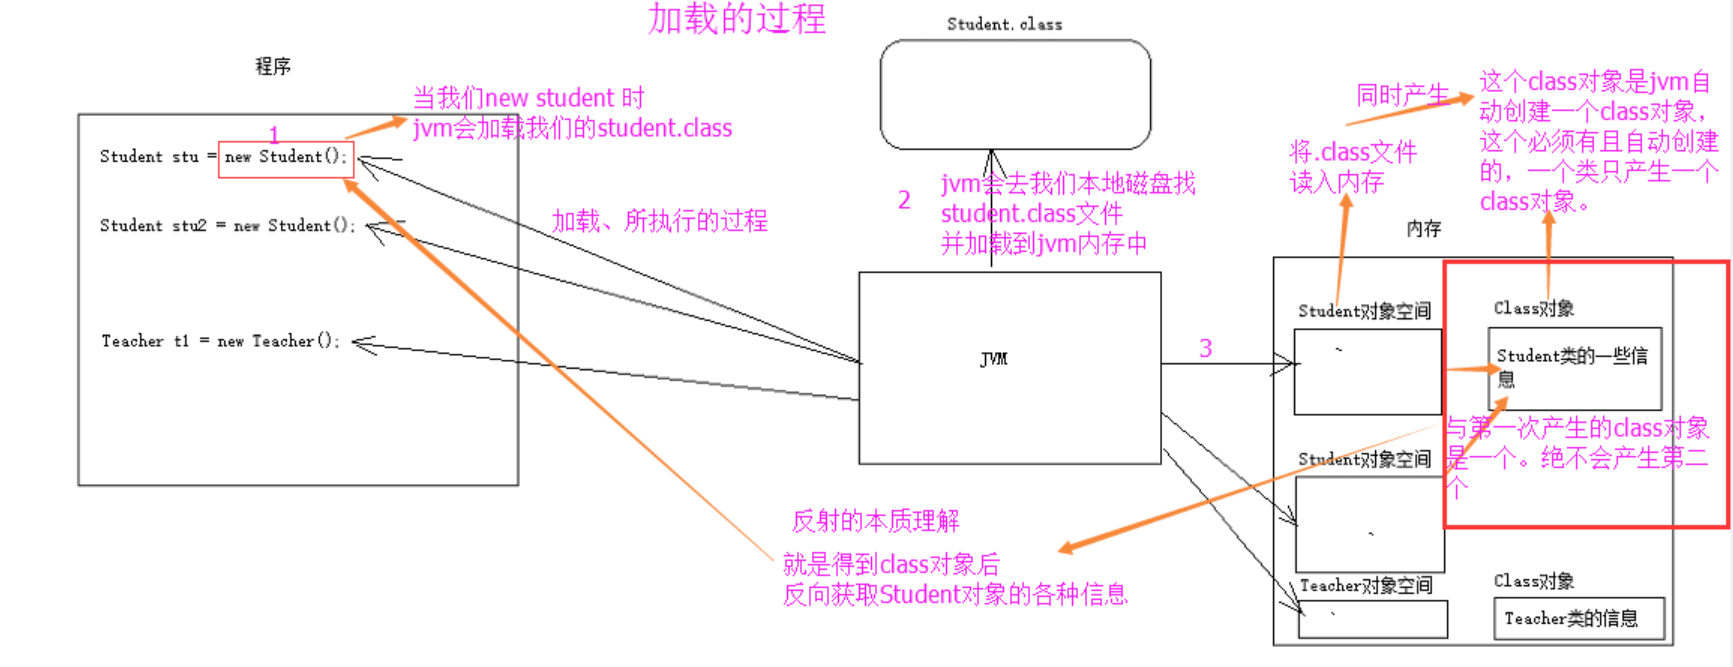 加载的过程
Student.class
程序
当我们new student 时
jvm会加载我们的student.class
1
Student stu = new Student();
Student stu2 = new Student();
Teacher t1 = new Teacher();
加载、所执行的过程
2
jvm会去我们本地磁盘找
student.class文件
并加载到jvm内存中
JVM
3
同时产生
将.class文件
读入内存
这个class对象是jvm自
动创建一个class对象，
这个必须有且自动创建
的，一个类只产生一个
class对象。
内存
Student对象空间
Class对象
Student类的一些信
息
与第一次产生的class对象
是一个。绝不会产生第二
个
Student对象空间
Teacher对象空间
Class对象
Teacher类的信息
反射的本质理解
就是得到class对象后
反向获取Student对象的各种信息